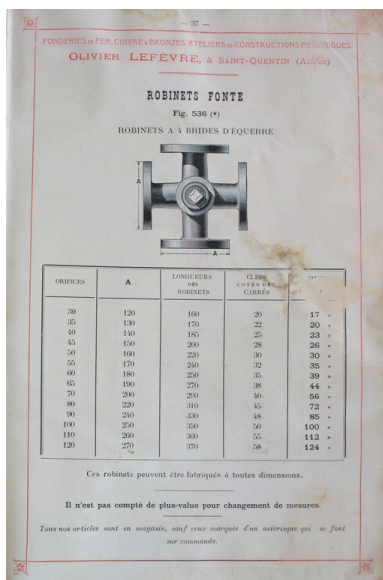 — 37 —
FONDERIES DE FER, CUIVRE & BRONZES. ATELIERS DE CONSTRUCTIONS MÉCANIQUES.
OLIVIER LEFÈVRE, à SAINT-QUENTIN (Aisne)
ROBINETS FONTE
Fig. 536 (*)
ROBINETS A 4 BRIDES D'ÉQUERRE
A
A
ORIFICES A LONGUEURS DES ROBINETS CLEFS COTÉS DES CARRÉS
30 120 160 20 17 »
35 130 170 22 20 »
40 140 185 25 23 »
45 150 200 28 26 »
50 160 220 30 30 »
55 170 240 32 35 »
60 180 250 35 39 »
65 190 270 38 44 »
70 200 290 40 56 »
80 220 310 45 72 »
90 240 330 48 85 »
100 250 350 50 100 »
110 260 360 55 112 »
120 270 370 58 124 »
Ces robinets peuvent être fabriqués à toutes dimensions.
Il n'est pas compté de plus-value pour changement de mesures.
Tous nos articles sont en magasin, sauf ceux marqués d'un astérisque qui se font
sur commande.